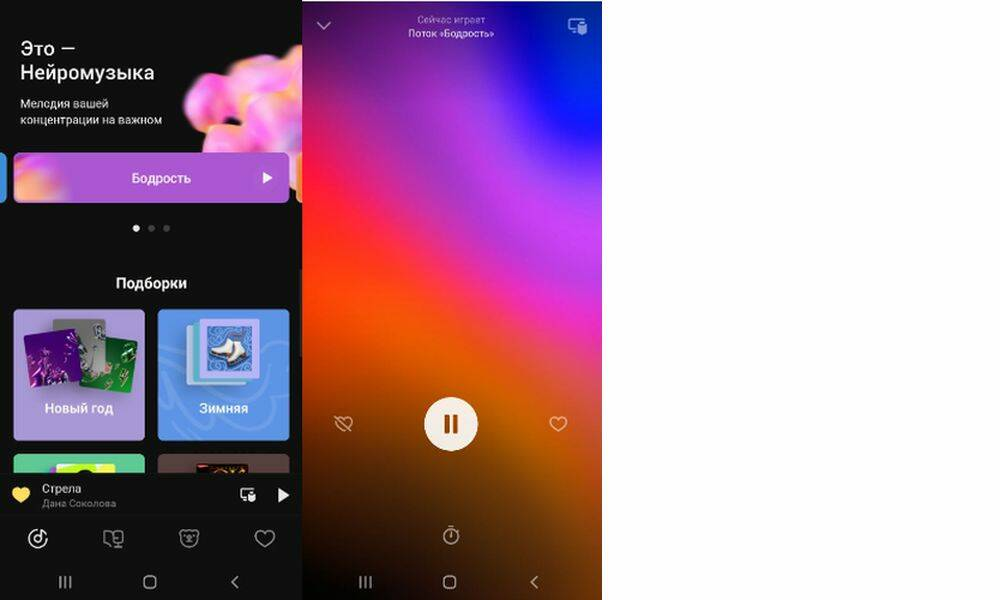 Это —
Нейромузыка
Мелодия вашей
концентрации на важном
Бодрость
Подборки
Новый год
Зимняя
Стрела
Дана Соколова
Сейчас играет
Поток «Бодрость»